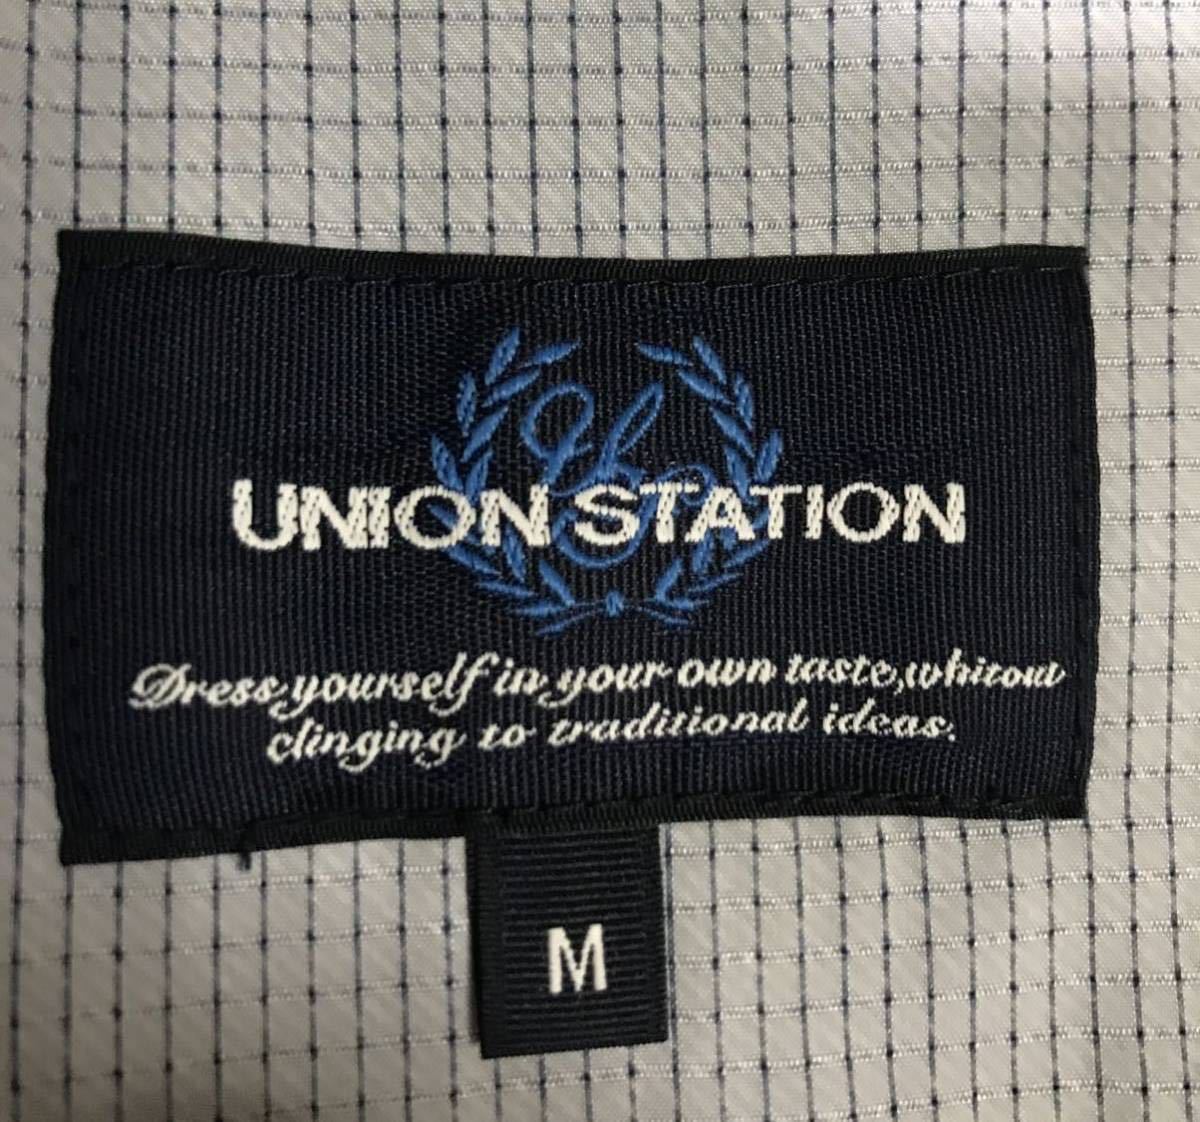 UNION STATION
Dress yourself in your own taste, whitout
clinging to traditional ideas.
M